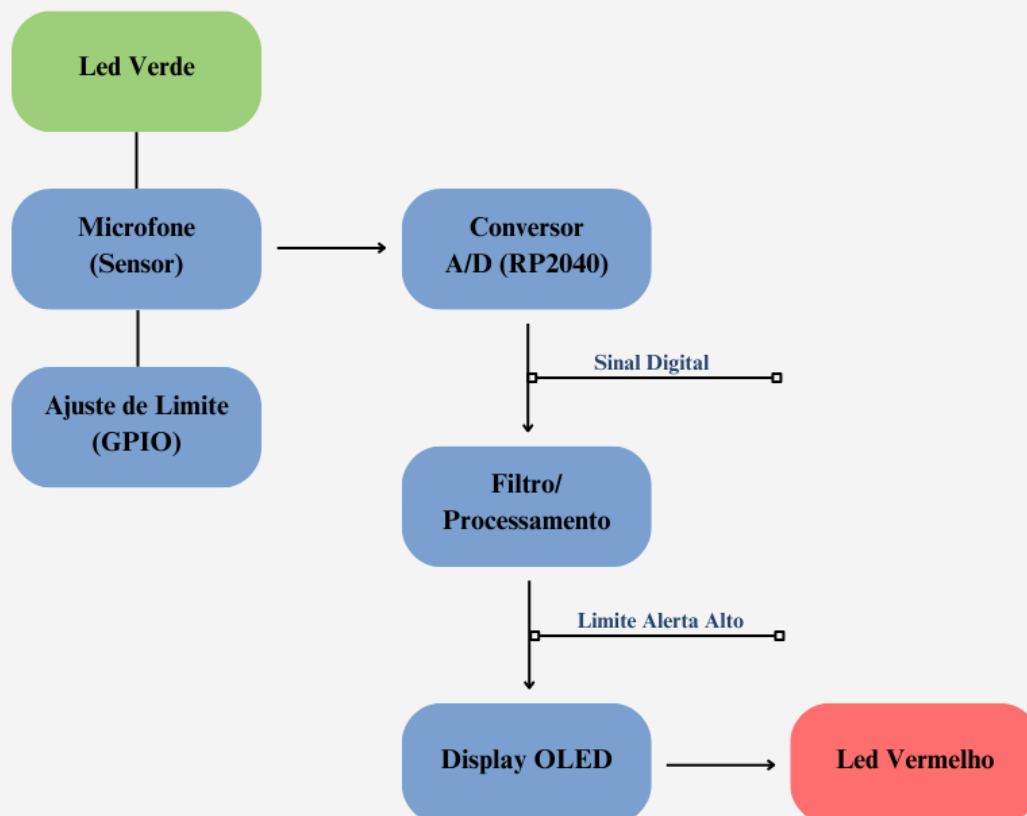 Led Verde
Microfone
(Sensor)
Conversor
A/D (RP2040)
Sinal Digital
Ajuste de Limite
(GPIO)
Filtro/
Processamento
Limite Alerta Alto
Display OLED
Led Vermelho